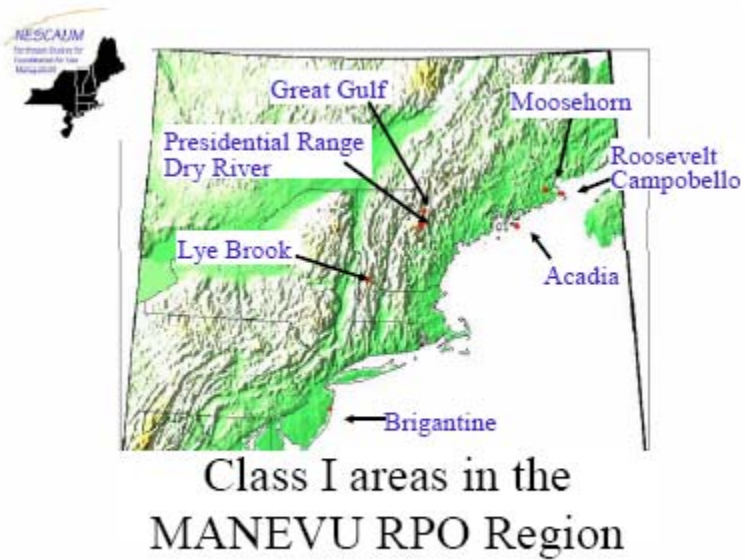 NESCAUM
Great Gulf
Moosehorn
Presidential Range
Dry River
Roosevelt
Campobello
Lye Brook
Acadia
Brigantine
Class I areas in the
MANEVU RPO Region